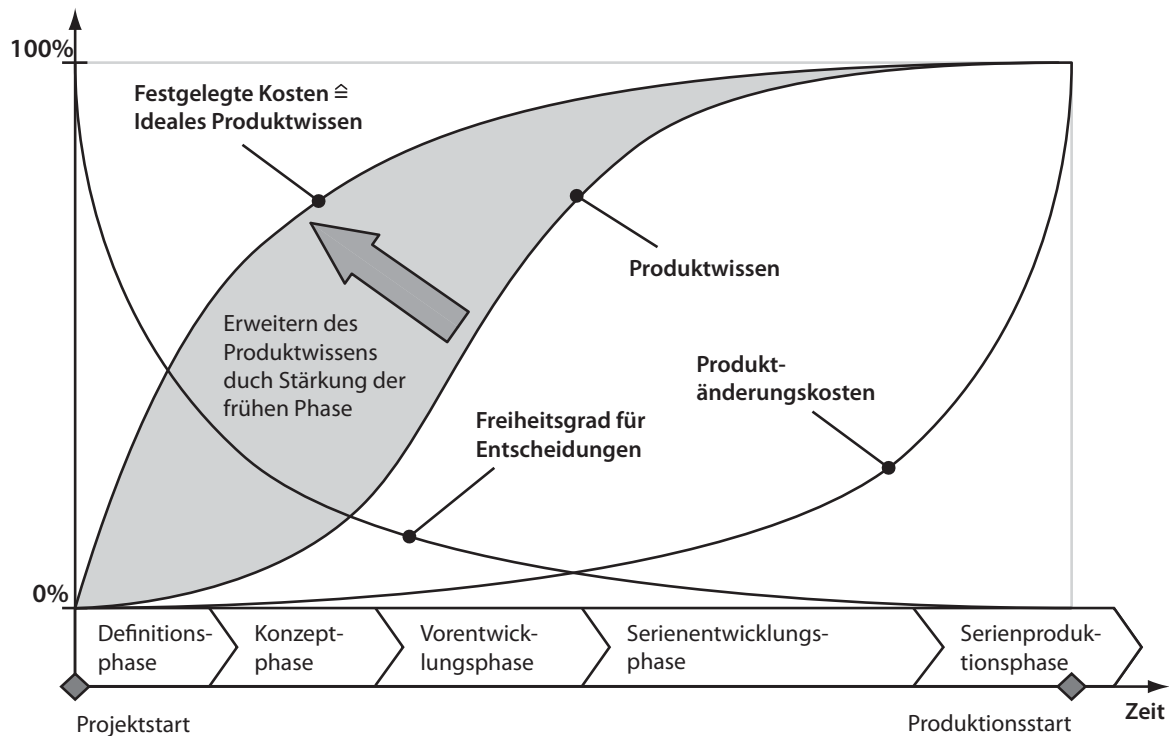 100%
Festgelegte Kosten ≙
Ideales Produktwissen
Produktwissen
Erweitern des
Produktwissens
duch Stärkung der
frühen Phase
Produkt-
änderungskosten
Freiheitsgrad für
Entscheidungen
0%
Definitions-
phase
Konzept-
phase
Vorentwick-
lungsphase
Serienentwicklungs-
phase
Serienproduk-
tionsphase
Projektstart
Produktionsstart
Zeit